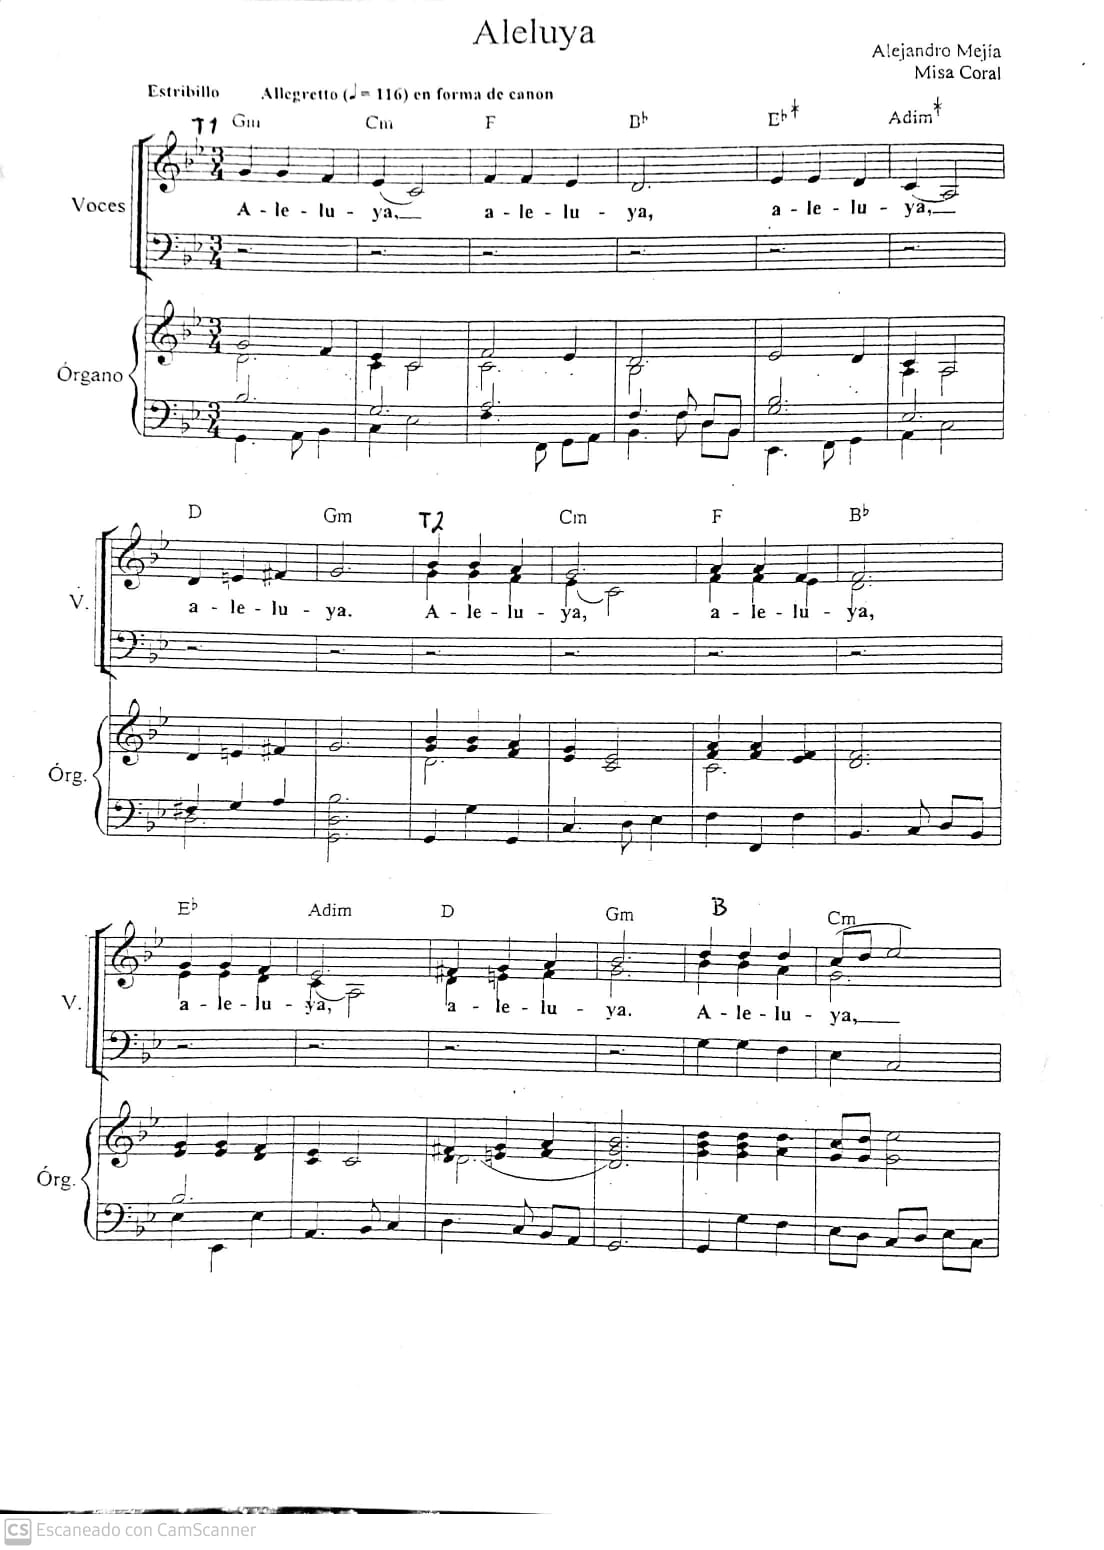 Aleluya
Alejandro Mejía
Misa Coral
Estribillo Allegretto (♩= 116) en forma de canon
T1 Gm Cm F B♭ E♭* Adim*
Voces
A - le - lu - ya, a - le - lu - ya, a - le - lu - ya,
Órgano
D Gm T2 Cm F B♭
V.
a - le - lu - ya. A - le - lu - ya, a - le - lu - ya,
Órg.
E♭ Adim D Gm B Cm
V.
a - le - lu - ya, a - le - lu - ya. A - le - lu - ya,
Órg.
CS Escaneado con CamScanner